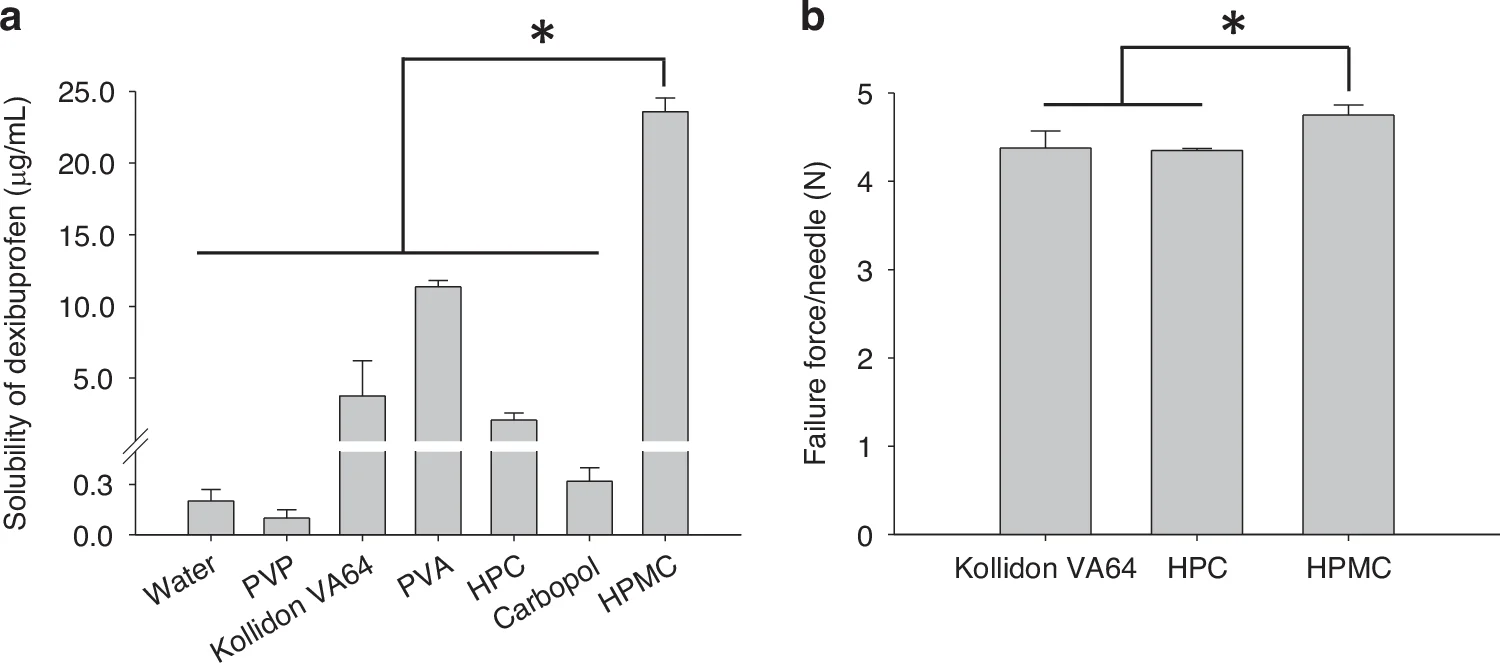 a
*
Solubility of dexibuprofen (μg/mL)
25.0
20.0
15.0
10.0
5.0
0.3
0.0
Water
PVP
Kollidon VA64
PVA
HPC
Carbopol
HPMC
b
*
Failure force/needle (N)
5
4
3
2
1
0
Kollidon VA64
HPC
HPMC